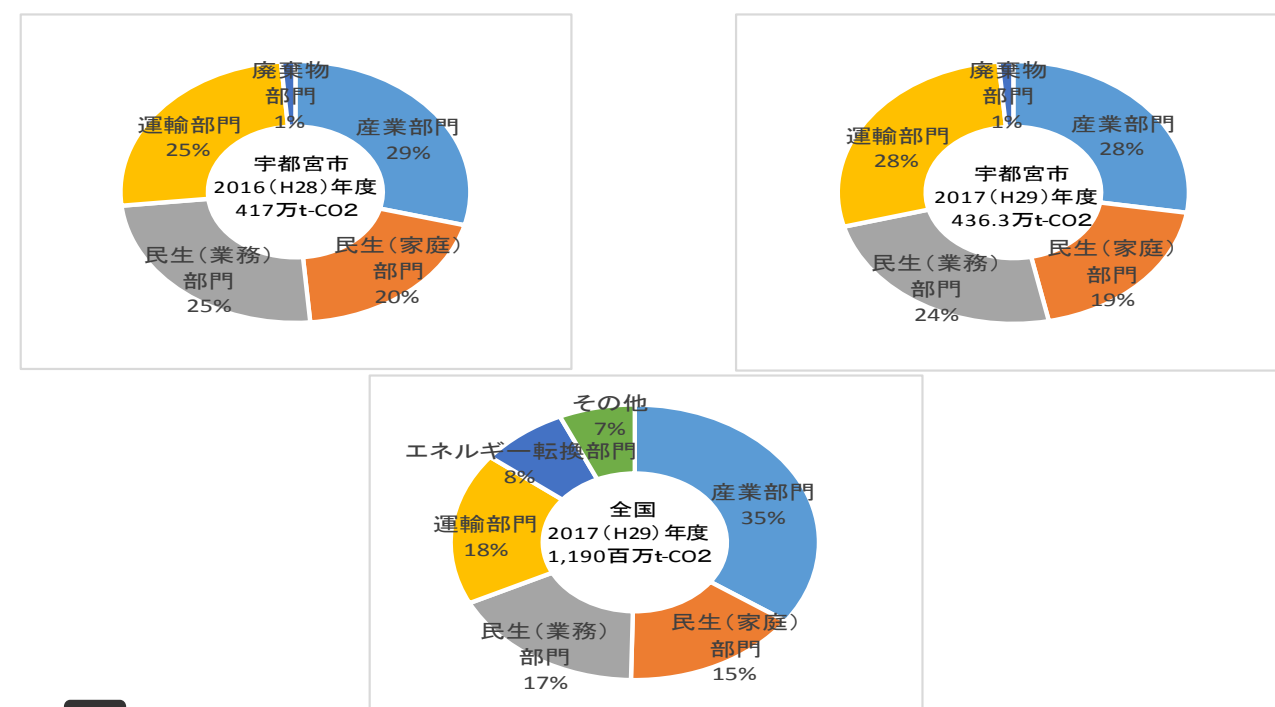 廃棄物
部門
1%
産業部門
29%
民生（家庭）
部門
20%
民生（業務）
部門
25%
運輸部門
25%
宇都宮市
2016（H28）年度
417万t-CO2
廃棄物
部門
1%
産業部門
28%
民生（家庭）
部門
19%
民生（業務）
部門
24%
運輸部門
28%
宇都宮市
2017（H29）年度
436.3万t-CO2
その他
7%
産業部門
35%
民生（家庭）
部門
15%
民生（業務）
部門
17%
運輸部門
18%
エネルギー転換部門
8%
全国
2017（H29）年度
1,190百万t-CO2